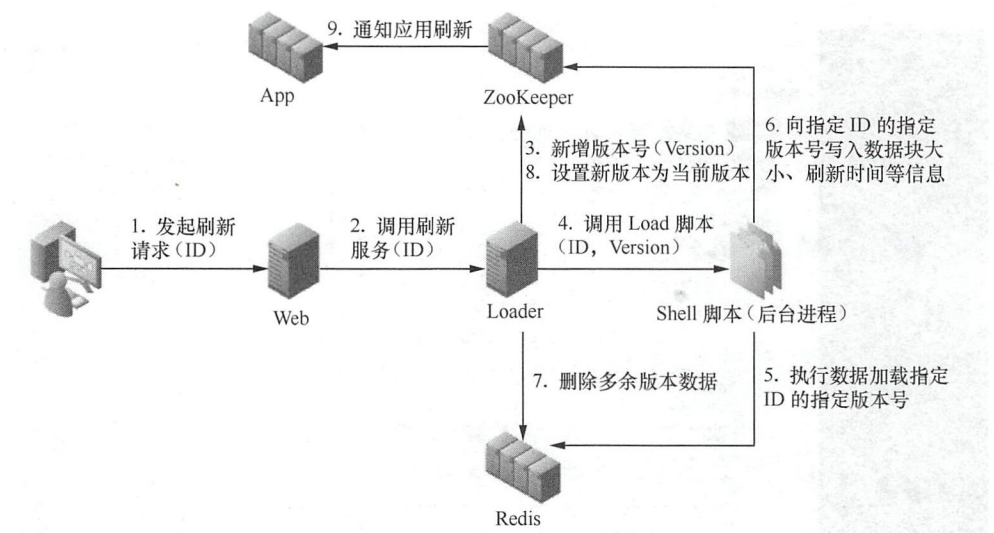 9. 通知应用刷新
App
ZooKeeper
3. 新增版本号(Version)
8. 设置新版本为当前版本
6. 向指定 ID 的指定
版本号写入数据块大
小、刷新时间等信息
1. 发起刷新
请求(ID)
2. 调用刷新
服务(ID)
4. 调用 Load 脚本
(ID, Version)
Web
Loader
Shell 脚本(后台进程)
7. 删除多余版本数据
5. 执行数据加载指定
ID 的指定版本号
Redis